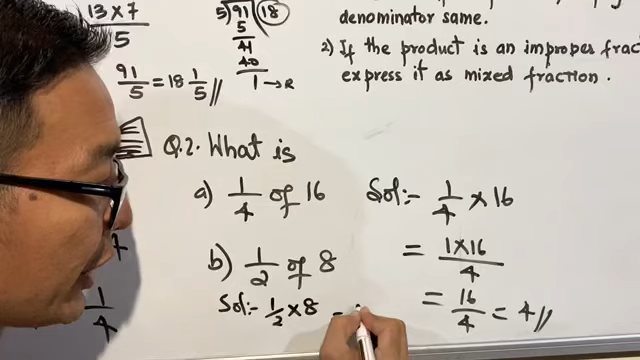 13 x 7
5
5) 91 (18
5
41
40
1 → R
91/5 = 18 1/5 //
denominator same.
2) If the product is an improper frac
express it as mixed fraction.
Q.2. What is
a) 1/4 of 16
Sol:- 1/4 x 16
= 1x16/4
= 16/4 = 4 //
b) 1/2 of 8
Sol:- 1/2 x 8 =
1/4